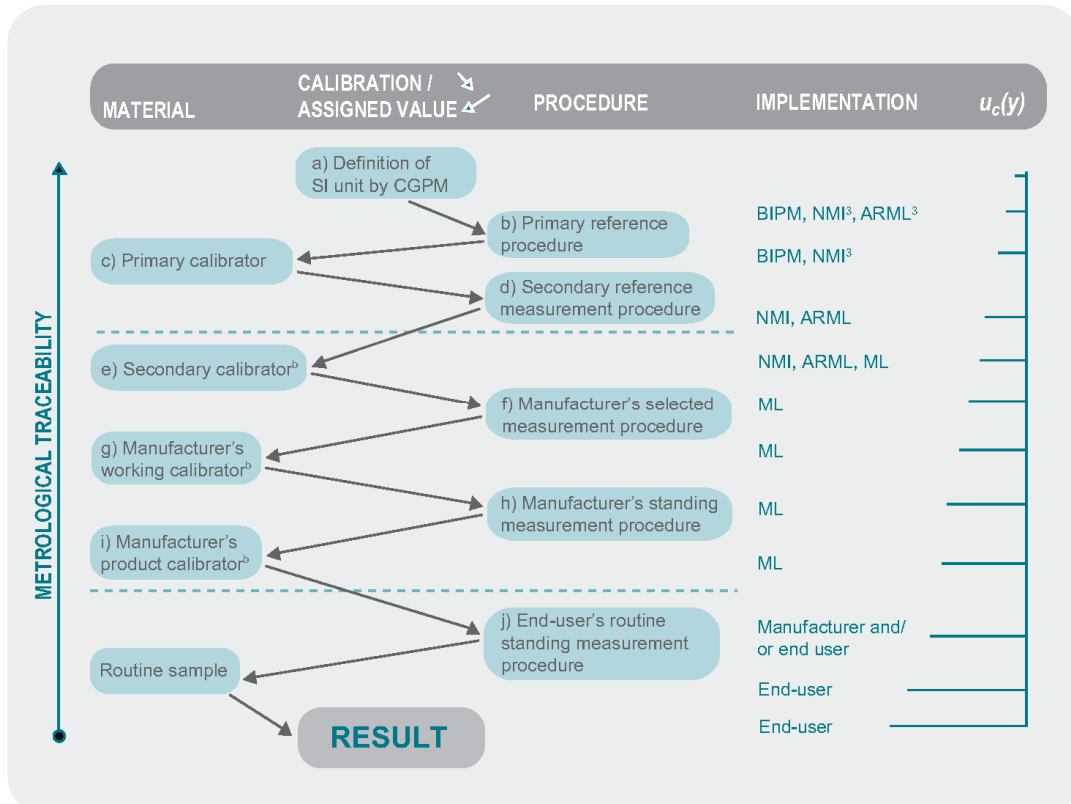 MATERIAL
CALIBRATION /
ASSIGNED VALUE
PROCEDURE
IMPLEMENTATION
uc(y)
METROLOGICAL TRACEABILITY
a) Definition of
SI unit by CGPM
b) Primary reference
procedure
BIPM, NMI³, ARML³
c) Primary calibrator
BIPM, NMI³
d) Secondary reference
measurement procedure
NMI, ARML
e) Secondary calibratorᵇ
NMI, ARML, ML
f) Manufacturer’s selected
measurement procedure
ML
g) Manufacturer’s
working calibratorᵇ
ML
h) Manufacturer’s standing
measurement procedure
ML
i) Manufacturer’s
product calibratorᵇ
ML
j) End-user’s routine
standing measurement
procedure
Manufacturer and/
or end user
Routine sample
End-user
RESULT
End-user